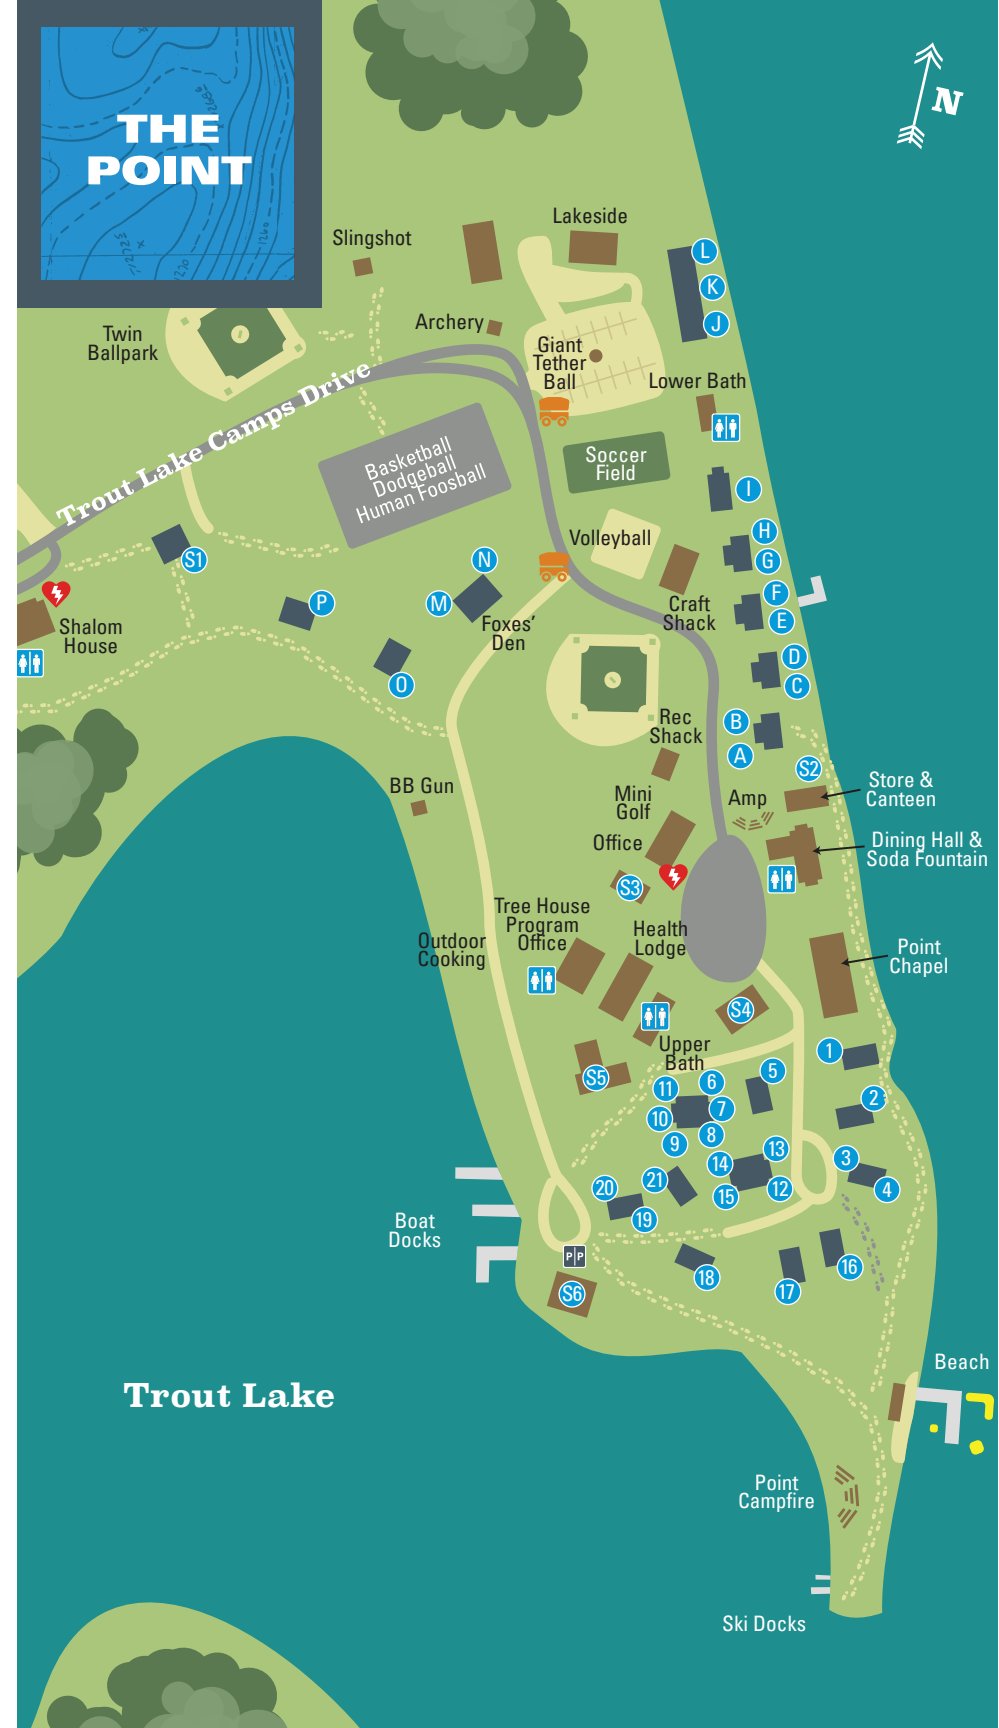 THE
POINT
N
Slingshot
Lakeside
L
K
J
Archery
Twin
Ballpark
Giant
Tether
Ball
Lower Bath
Trout Lake Camps Drive
Basketball
Dodgeball
Human Foosball
Soccer
Field
I
H
G
Volleyball
S1
N
M
P
Foxes'
Den
Craft
Shack
F
E
Shalom
House
O
D
C
B
A
Rec
Shack
S2
Store &
Canteen
BB Gun
Mini
Golf
Amp
Office
Dining Hall &
Soda Fountain
S3
Tree House
Program
Office
Outdoor
Cooking
Health
Lodge
Point
Chapel
S4
Upper
Bath
S5
1
2
3
4
5
6
7
8
9
10
11
12
13
14
15
16
17
18
19
20
21
Boat
Docks
P P
S6
Trout Lake
Beach
Point
Campfire
Ski Docks
1260
1270